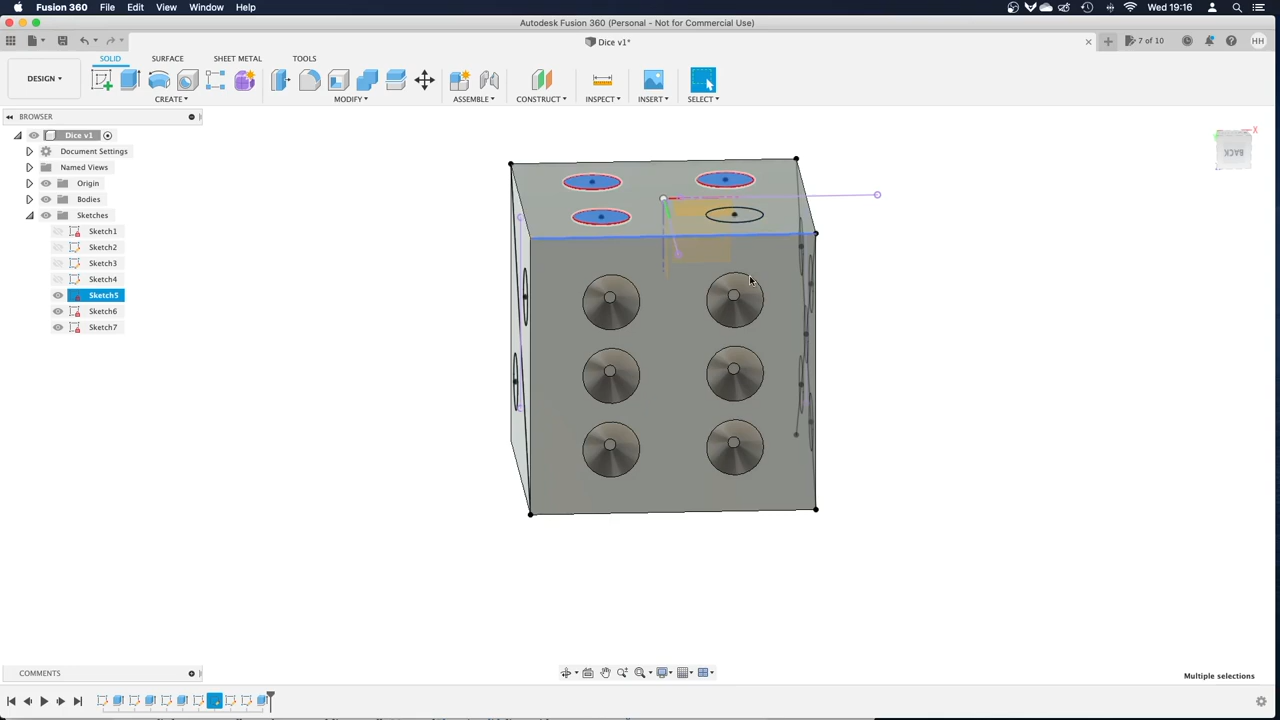 Fusion 360 File Edit View Window Help
Wed 19:16
Autodesk Fusion 360 (Personal - Not for Commercial Use)
Dice v1*
7 of 10
HH
SOLID SURFACE SHEET METAL TOOLS
DESIGN
CREATE MODIFY ASSEMBLE CONSTRUCT INSPECT INSERT SELECT
BROWSER
Dice v1
Document Settings
Named Views
Origin
Bodies
Sketches
Sketch1
Sketch2
Sketch3
Sketch4
Sketch5
Sketch6
Sketch7
X
BACK
COMMENTS
Multiple selections